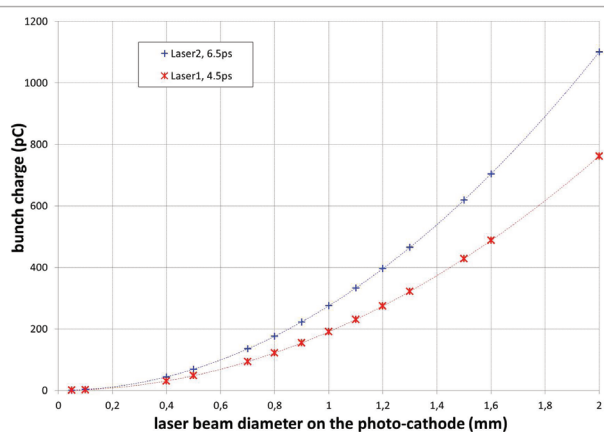 1200
1000
800
600
400
200
0
bunch charge (pC)
Laser2, 6.5ps
Laser1, 4.5ps
0 0,2 0,4 0,6 0,8 1 1,2 1,4 1,6 1,8 2
laser beam diameter on the photo-cathode (mm)